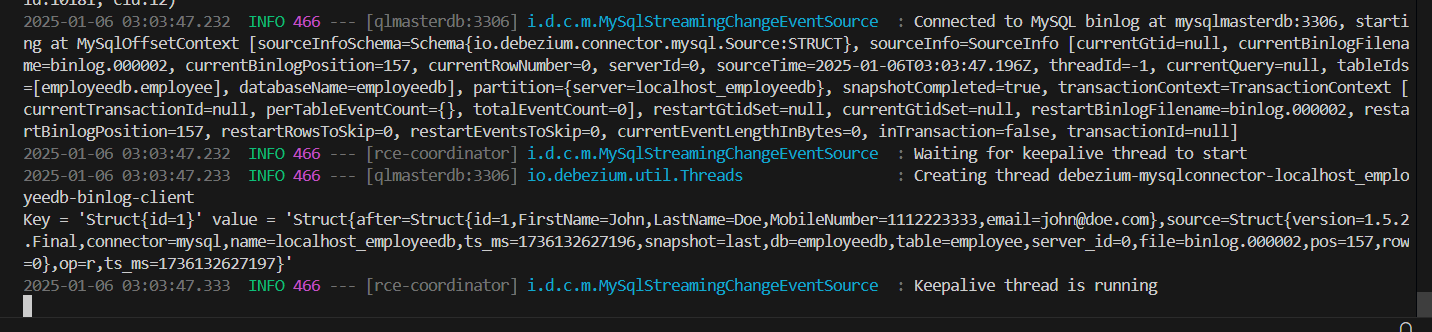 id:10181, cid:12)
2025-01-06 03:03:47.232  INFO 466 --- [qlmasterdb:3306] i.d.c.m.MySqlStreamingChangeEventSource  : Connected to MySQL binlog at mysqlmasterdb:3306, starti
ng at MySqlOffsetContext [sourceInfoSchema=Schema{io.debezium.connector.mysql.Source:STRUCT}, sourceInfo=SourceInfo [currentGtid=null, currentBinlogFilena
me=binlog.000002, currentBinlogPosition=157, currentRowNumber=0, serverId=0, sourceTime=2025-01-06T03:03:47.196Z, threadId=-1, currentQuery=null, tableIds
=[employeedb.employee], databaseName=employeedb], partition={server=localhost_employeedb}, snapshotCompleted=true, transactionContext=TransactionContext [
currentTransactionId=null, perTableEventCount={}, totalEventCount=0], restartGtidSet=null, currentGtidSet=null, restartBinlogFilename=binlog.000002, resta
rtBinlogPosition=157, restartRowsToSkip=0, restartEventsToSkip=0, currentEventLengthInBytes=0, inTransaction=false, transactionId=null]
2025-01-06 03:03:47.232  INFO 466 --- [rce-coordinator] i.d.c.m.MySqlStreamingChangeEventSource  : Waiting for keepalive thread to start
2025-01-06 03:03:47.233  INFO 466 --- [qlmasterdb:3306] io.debezium.util.Threads                 : Creating thread debezium-mysqlconnector-localhost_emplo
yeedb-binlog-client
Key = 'Struct{id=1}' value = 'Struct{after=Struct{id=1,FirstName=John,LastName=Doe,MobileNumber=1112223333,email=john@doe.com},source=Struct{version=1.5.2
.Final,connector=mysql,name=localhost_employeedb,ts_ms=1736132627196,snapshot=last,db=employeedb,table=employee,server_id=0,file=binlog.000002,pos=157,row
=0},op=r,ts_ms=1736132627197}'
2025-01-06 03:03:47.333  INFO 466 --- [rce-coordinator] i.d.c.m.MySqlStreamingChangeEventSource  : Keepalive thread is running